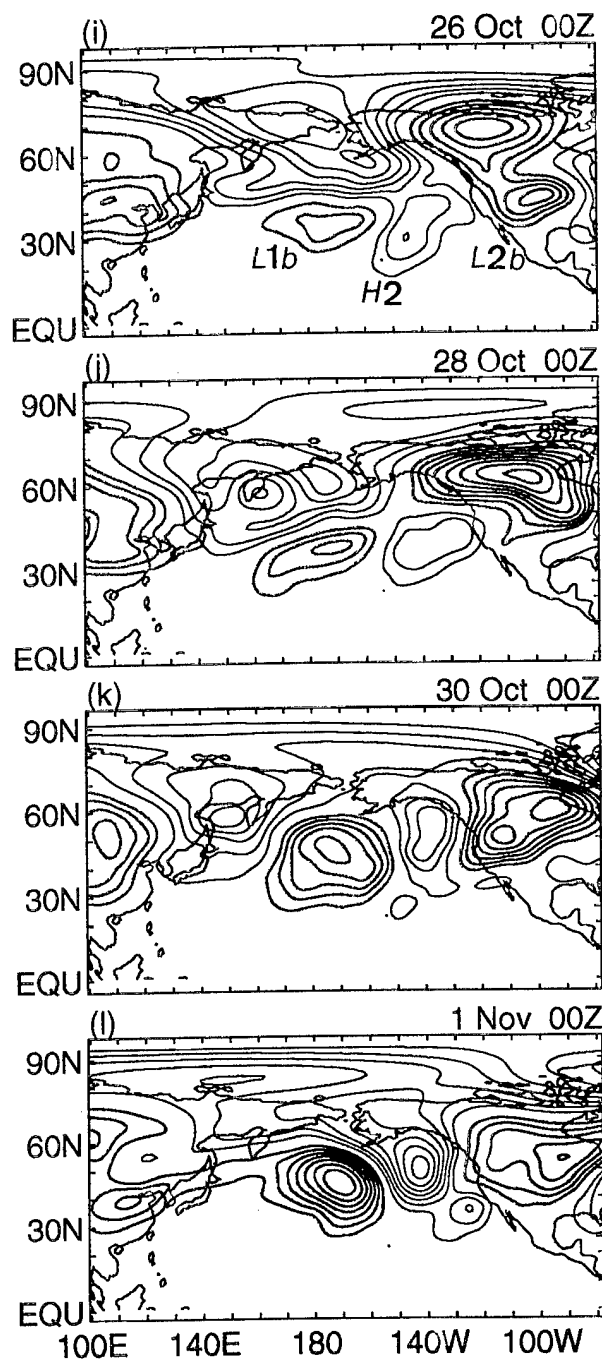 (i) 26 Oct 00Z
90N
60N
30N
L1b H2 L2b
EQU
(j) 28 Oct 00Z
90N
60N
30N
EQU
(k) 30 Oct 00Z
90N
60N
30N
EQU
(l) 1 Nov 00Z
90N
60N
30N
EQU
100E 140E 180 140W 100W